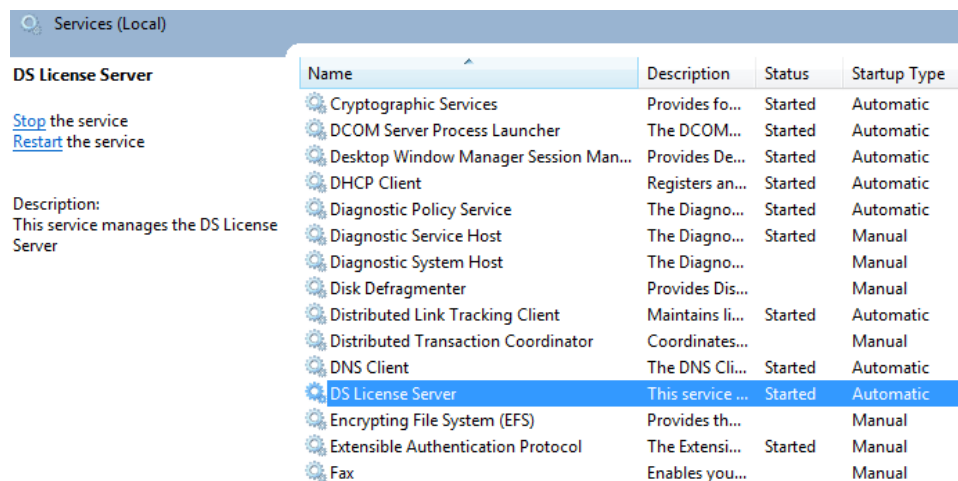 Services (Local)
DS License Server
Stop the service
Restart the service
Description:
This service manages the DS License
Server
Name Description Status Startup Type
Cryptographic Services Provides fo... Started Automatic
DCOM Server Process Launcher The DCOM... Started Automatic
Desktop Window Manager Session Man... Provides De... Started Automatic
DHCP Client Registers an... Started Automatic
Diagnostic Policy Service The Diagno... Started Automatic
Diagnostic Service Host The Diagno... Started Manual
Diagnostic System Host The Diagno... Manual
Disk Defragmenter Provides Dis... Manual
Distributed Link Tracking Client Maintains li... Started Automatic
Distributed Transaction Coordinator Coordinates... Manual
DNS Client The DNS Cli... Started Automatic
DS License Server This service ... Started Automatic
Encrypting File System (EFS) Provides th... Manual
Extensible Authentication Protocol The Extensi... Started Manual
Fax Enables you... Manual